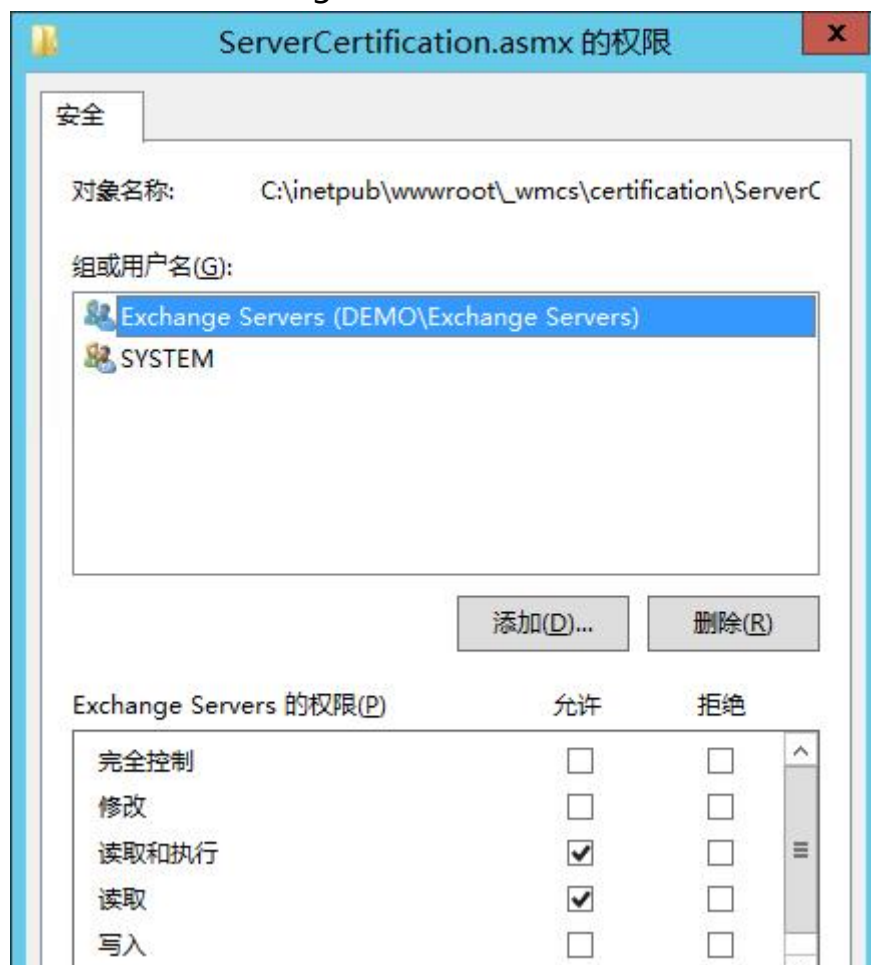 ServerCertification.asmx 的权限
安全
对象名称: C:\inetpub\wwwroot\_wmcs\certification\ServerC
组或用户名(G):
Exchange Servers (DEMO\Exchange Servers)
SYSTEM
添加(D)... 删除(R)
Exchange Servers 的权限(P) 允许 拒绝
完全控制
修改
读取和执行
读取
写入